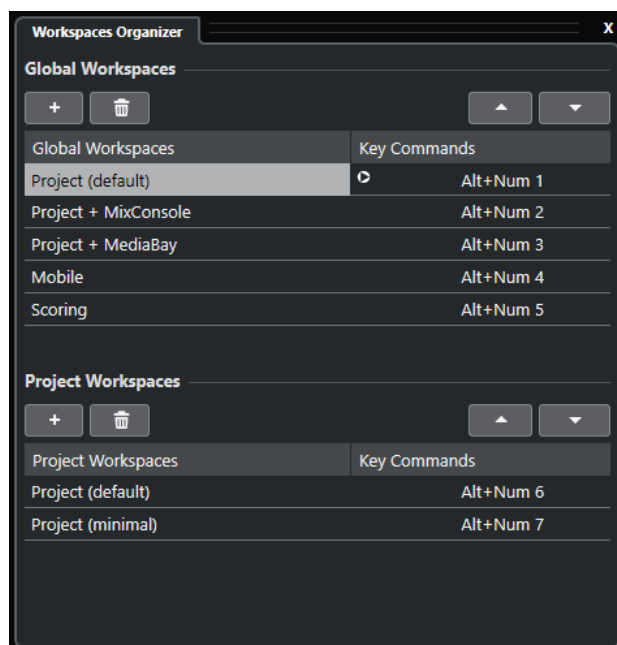 Workspaces Organizer x
Global Workspaces
+
Global Workspaces Key Commands
Project (default) Alt+Num 1
Project + MixConsole Alt+Num 2
Project + MediaBay Alt+Num 3
Mobile Alt+Num 4
Scoring Alt+Num 5
Project Workspaces
+
Project Workspaces Key Commands
Project (default) Alt+Num 6
Project (minimal) Alt+Num 7